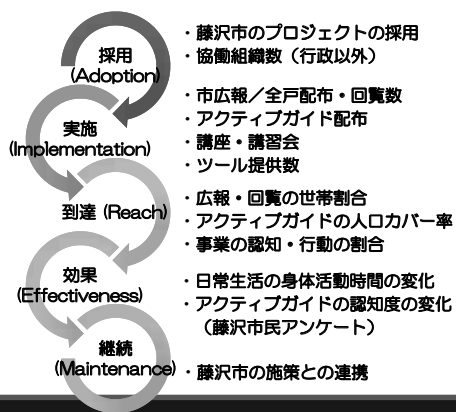 採用
(Adoption)
・藤沢市のプロジェクトの採用
・協働組織数（行政以外）
実施
(Implementation)
・市広報／全戸配布・回覧数
・アクティブガイド配布
・講座・講習会
・ツール提供数
到達 (Reach)
・広報・回覧の世帯割合
・アクティブガイドの人口カバー率
・事業の認知・行動の割合
効果
(Effectiveness)
・日常生活の身体活動時間の変化
・アクティブガイドの認知度の変化
（藤沢市民アンケート）
継続
(Maintenance)
・藤沢市の施策との連携